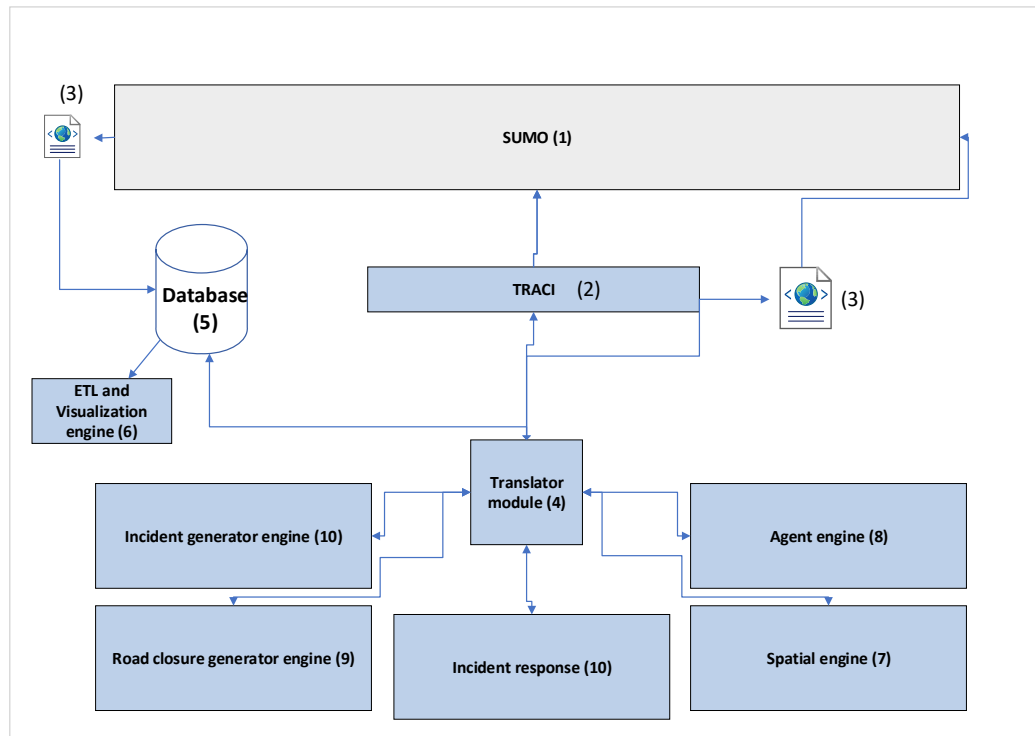 (3)
SUMO (1)
TRACI (2)
(3)
Database
(5)
ETL and
Visualization
engine (6)
Translator
module (4)
Incident generator engine (10)
Agent engine (8)
Road closure generator engine (9)
Incident response (10)
Spatial engine (7)